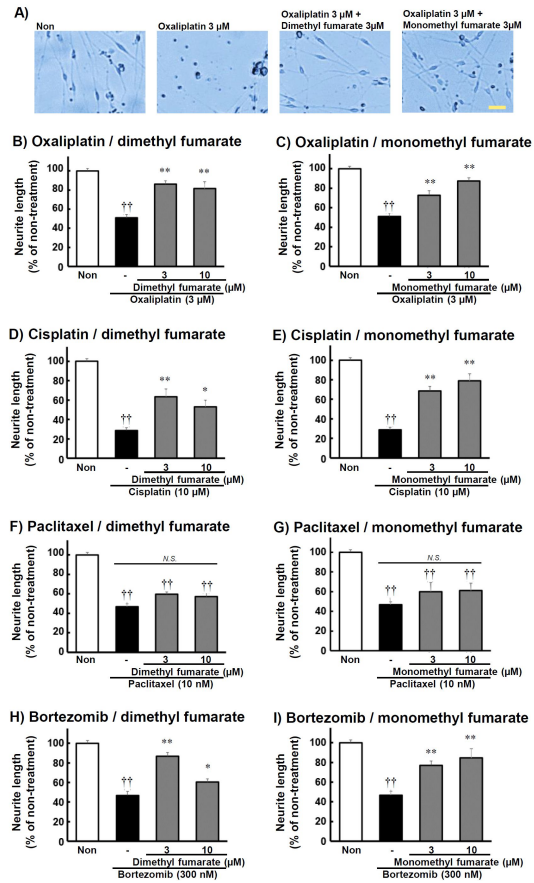 A)
Non
Oxaliplatin 3 μM
Oxaliplatin 3 μM +
Dimethyl fumarate 3μM
Oxaliplatin 3 μM +
Monomethyl fumarate 3μM
B) Oxaliplatin / dimethyl fumarate
Neurite length
(% of non-treatment)
120
100
80
60
40
20
0
††
**
**
Non
-
3
10
Dimethyl fumarate (μM)
Oxaliplatin (3 μM)
C) Oxaliplatin / monomethyl fumarate
Neurite length
(% of non-treatment)
120
100
80
60
40
20
0
††
**
**
Non
-
3
10
Monomethyl fumarate (μM)
Oxaliplatin (3 μM)
D) Cisplatin / dimethyl fumarate
Neurite length
(% of non-treatment)
120
100
80
60
40
20
0
††
**
*
Non
-
3
10
Dimethyl fumarate (μM)
Cisplatin (10 μM)
E) Cisplatin / monomethyl fumarate
Neurite length
(% of non-treatment)
120
100
80
60
40
20
0
††
**
**
Non
-
3
10
Monomethyl fumarate (μM)
Cisplatin (10 μM)
F) Paclitaxel / dimethyl fumarate
Neurite length
(% of non-treatment)
120
100
80
60
40
20
0
N.S.
††
††
††
Non
-
3
10
Dimethyl fumarate (μM)
Paclitaxel (10 nM)
G) Paclitaxel / monomethyl fumarate
Neurite length
(% of non-treatment)
120
100
80
60
40
20
0
N.S.
††
††
††
Non
-
3
10
Monomethyl fumarate (μM)
Paclitaxel (10 nM)
H) Bortezomib / dimethyl fumarate
Neurite length
(% of non-treatment)
120
100
80
60
40
20
0
††
**
*
Non
-
3
10
Dimethyl fumarate (μM)
Bortezomib (300 nM)
I) Bortezomib / monomethyl fumarate
Neurite length
(% of non-treatment)
120
100
80
60
40
20
0
††
**
**
Non
-
3
10
Monomethyl fumarate (μM)
Bortezomib (300 nM)